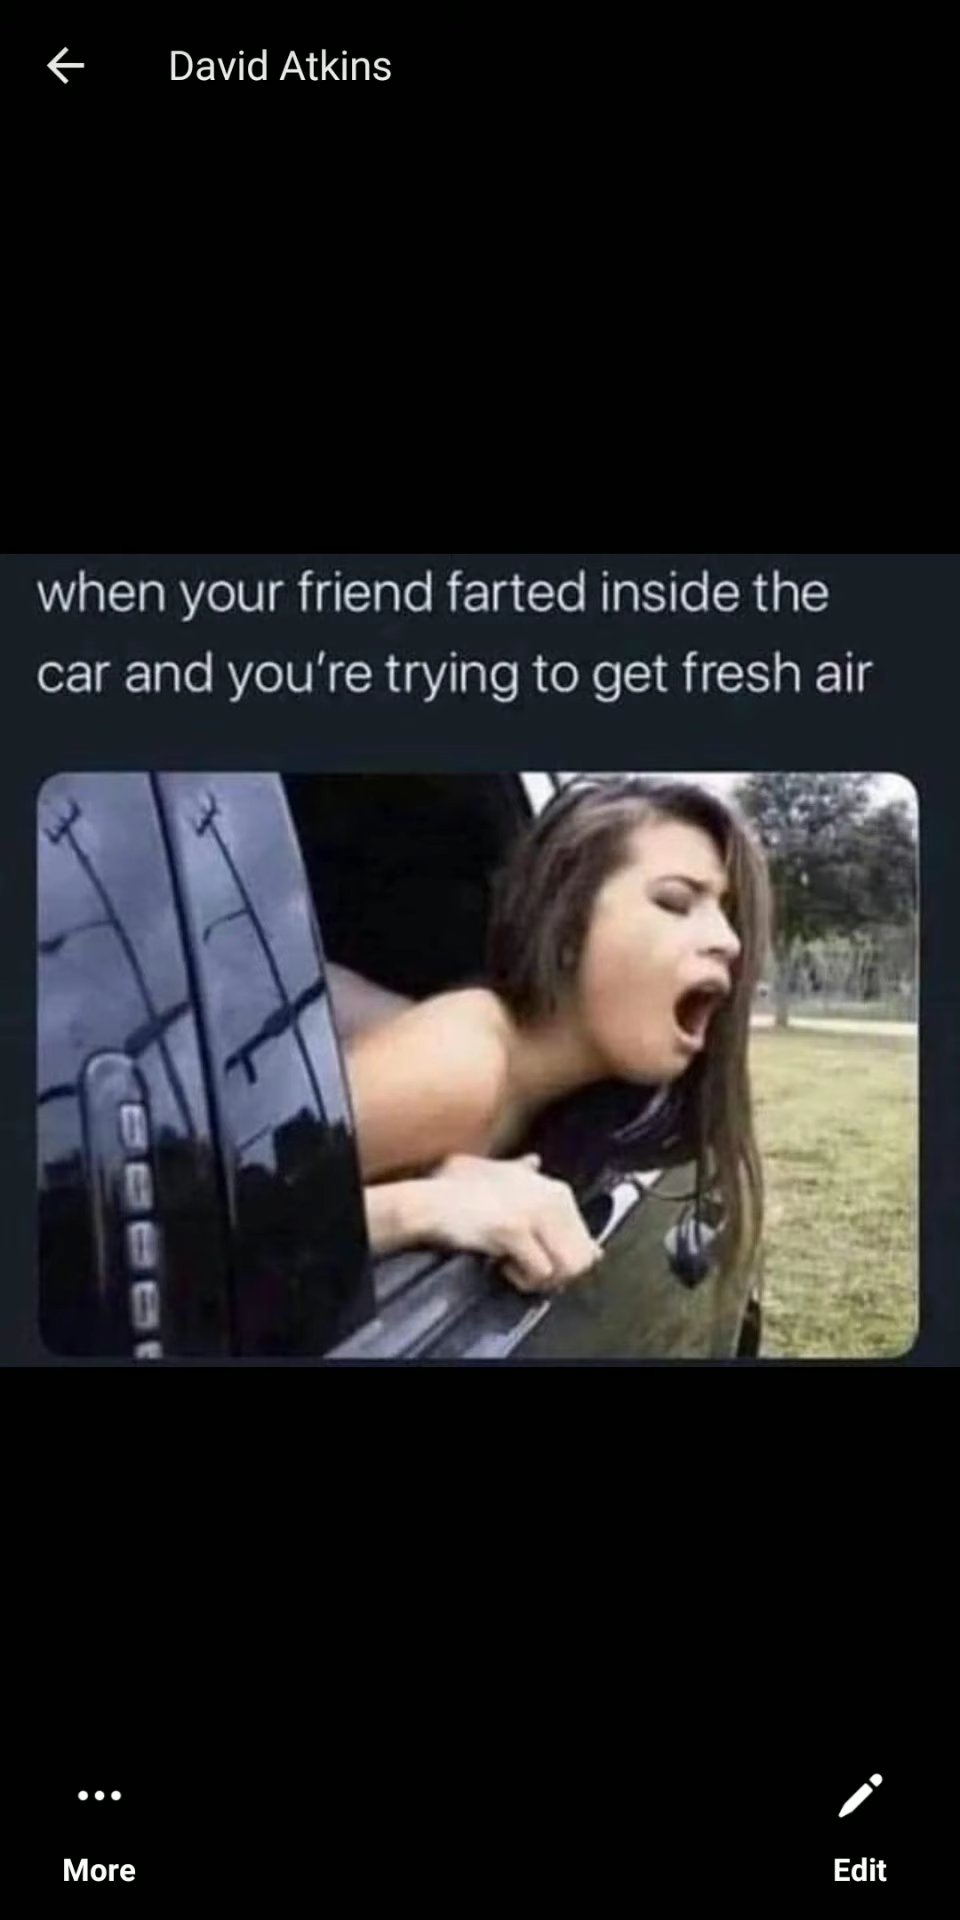 David Atkins
when your friend farted inside the
car and you're trying to get fresh air
More
Edit